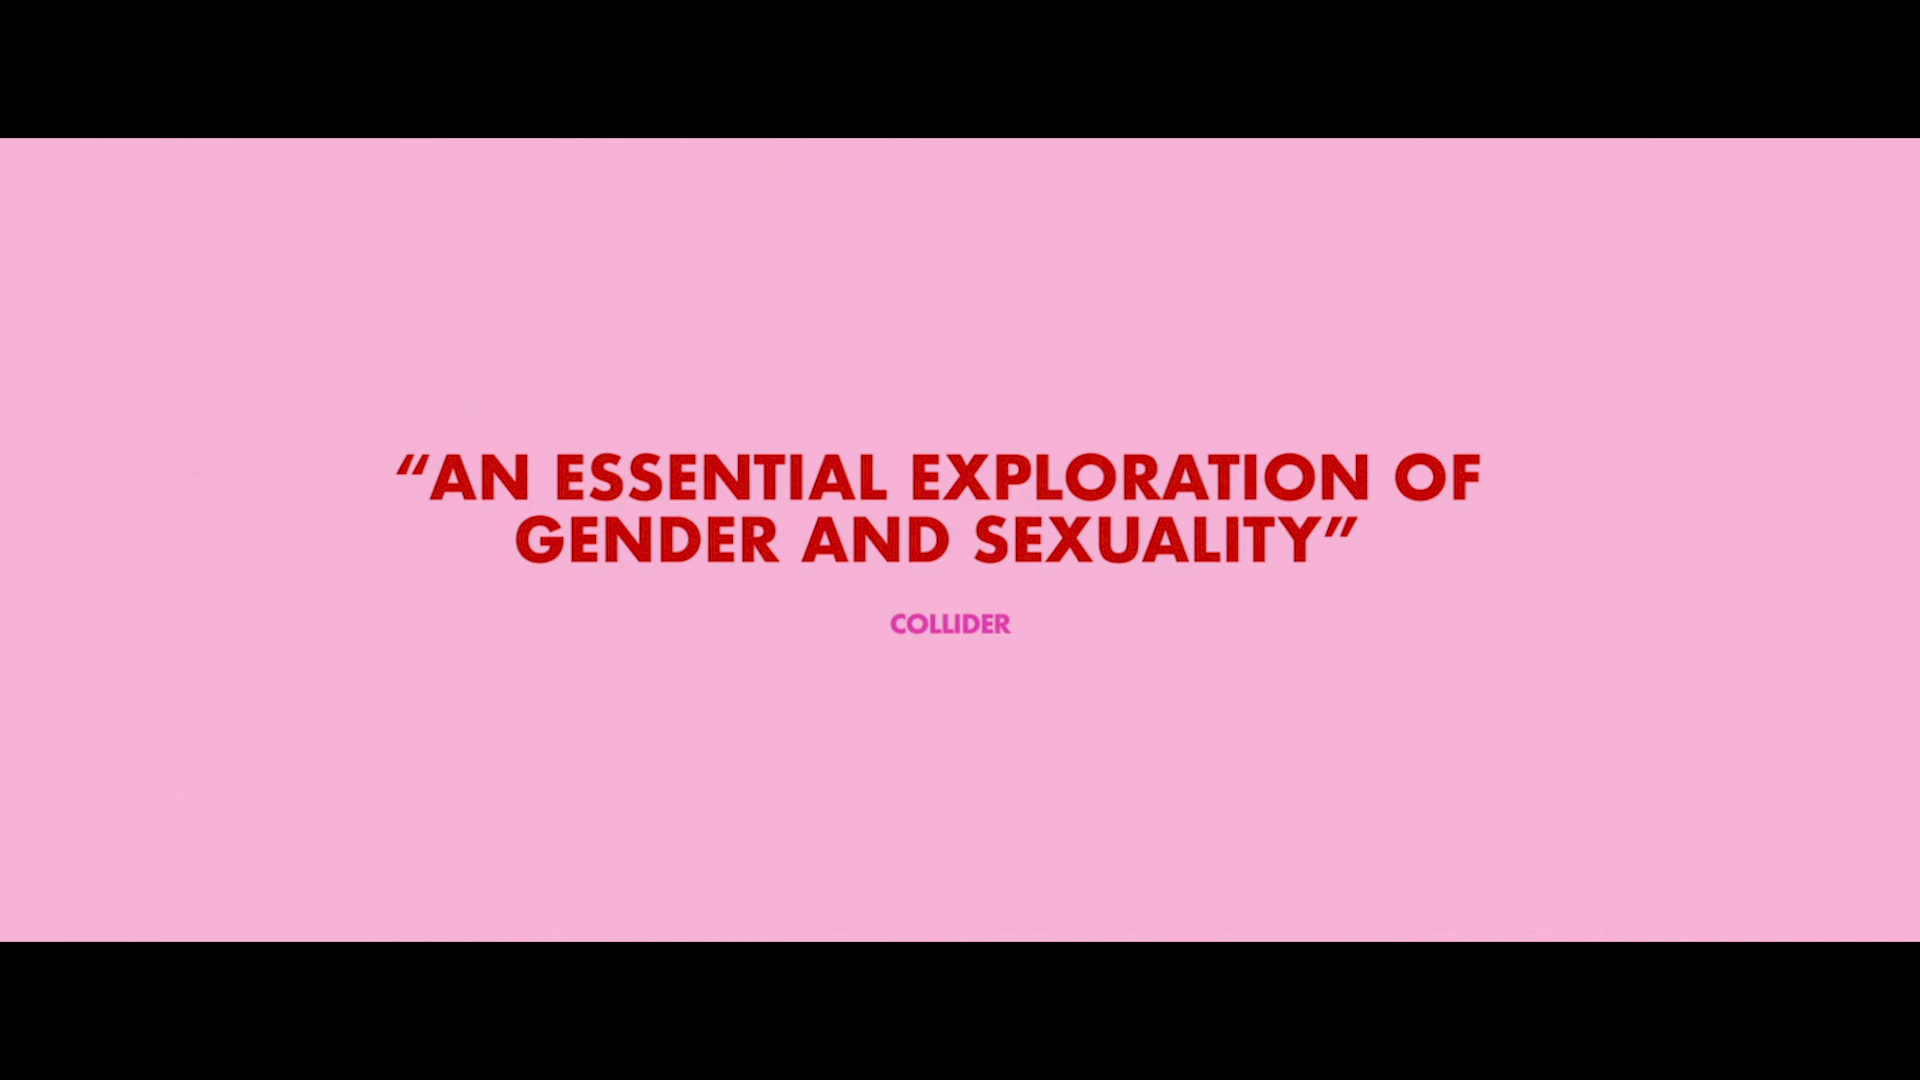 “AN ESSENTIAL EXPLORATION OF
GENDER AND SEXUALITY”
COLLIDER